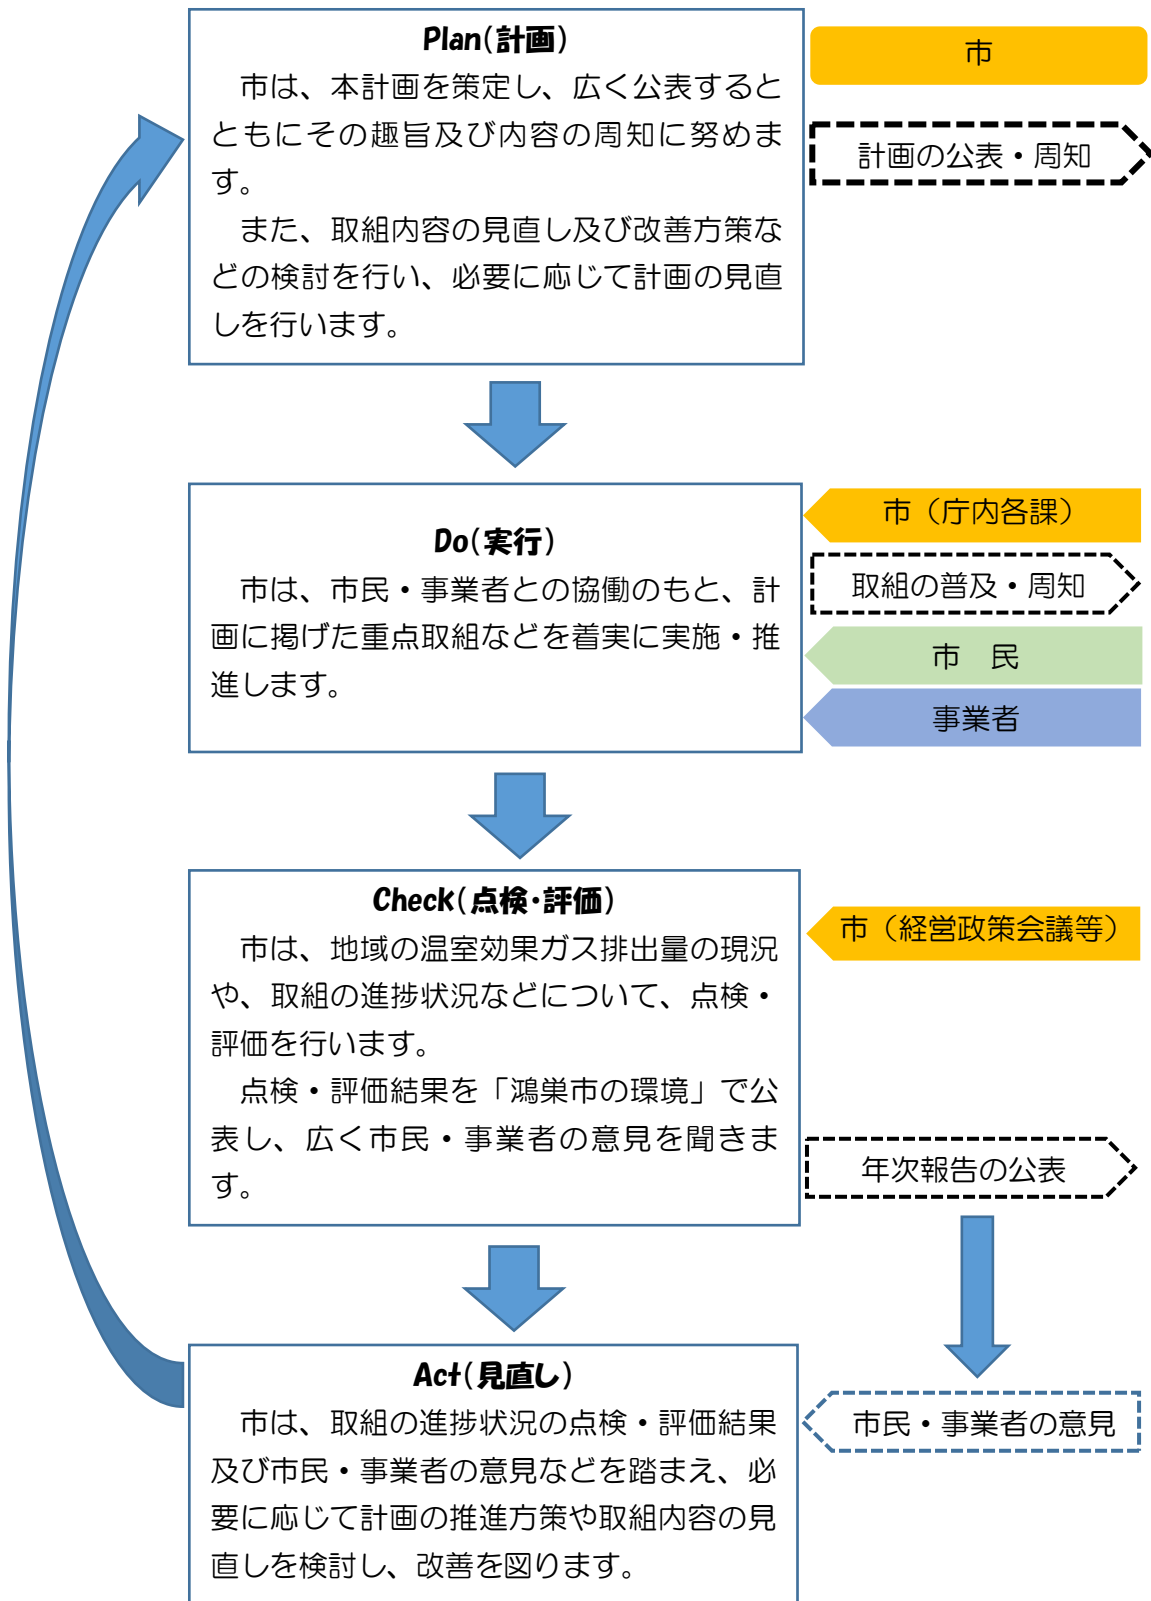 Plan(計画)
市は、本計画を策定し、広く公表すると
ともにその趣旨及び内容の周知に努めま
す。
また、取組内容の見直し及び改善方策な
どの検討を行い、必要に応じて計画の見直
しを行います。
市
計画の公表・周知
Do(実行)
市は、市民・事業者との協働のもと、計
画に掲げた重点取組などを着実に実施・推
進します。
市（庁内各課）
取組の普及・周知
市　民
事業者
Check(点検・評価)
市は、地域の温室効果ガス排出量の現況
や、取組の進捗状況などについて、点検・
評価を行います。
点検・評価結果を「鴻巣市の環境」で公
表し、広く市民・事業者の意見を聞きま
す。
市（経営政策会議等）
年次報告の公表
Act(見直し)
市は、取組の進捗状況の点検・評価結果
及び市民・事業者の意見などを踏まえ、必
要に応じて計画の推進方策や取組内容の見
直しを検討し、改善を図ります。
市民・事業者の意見